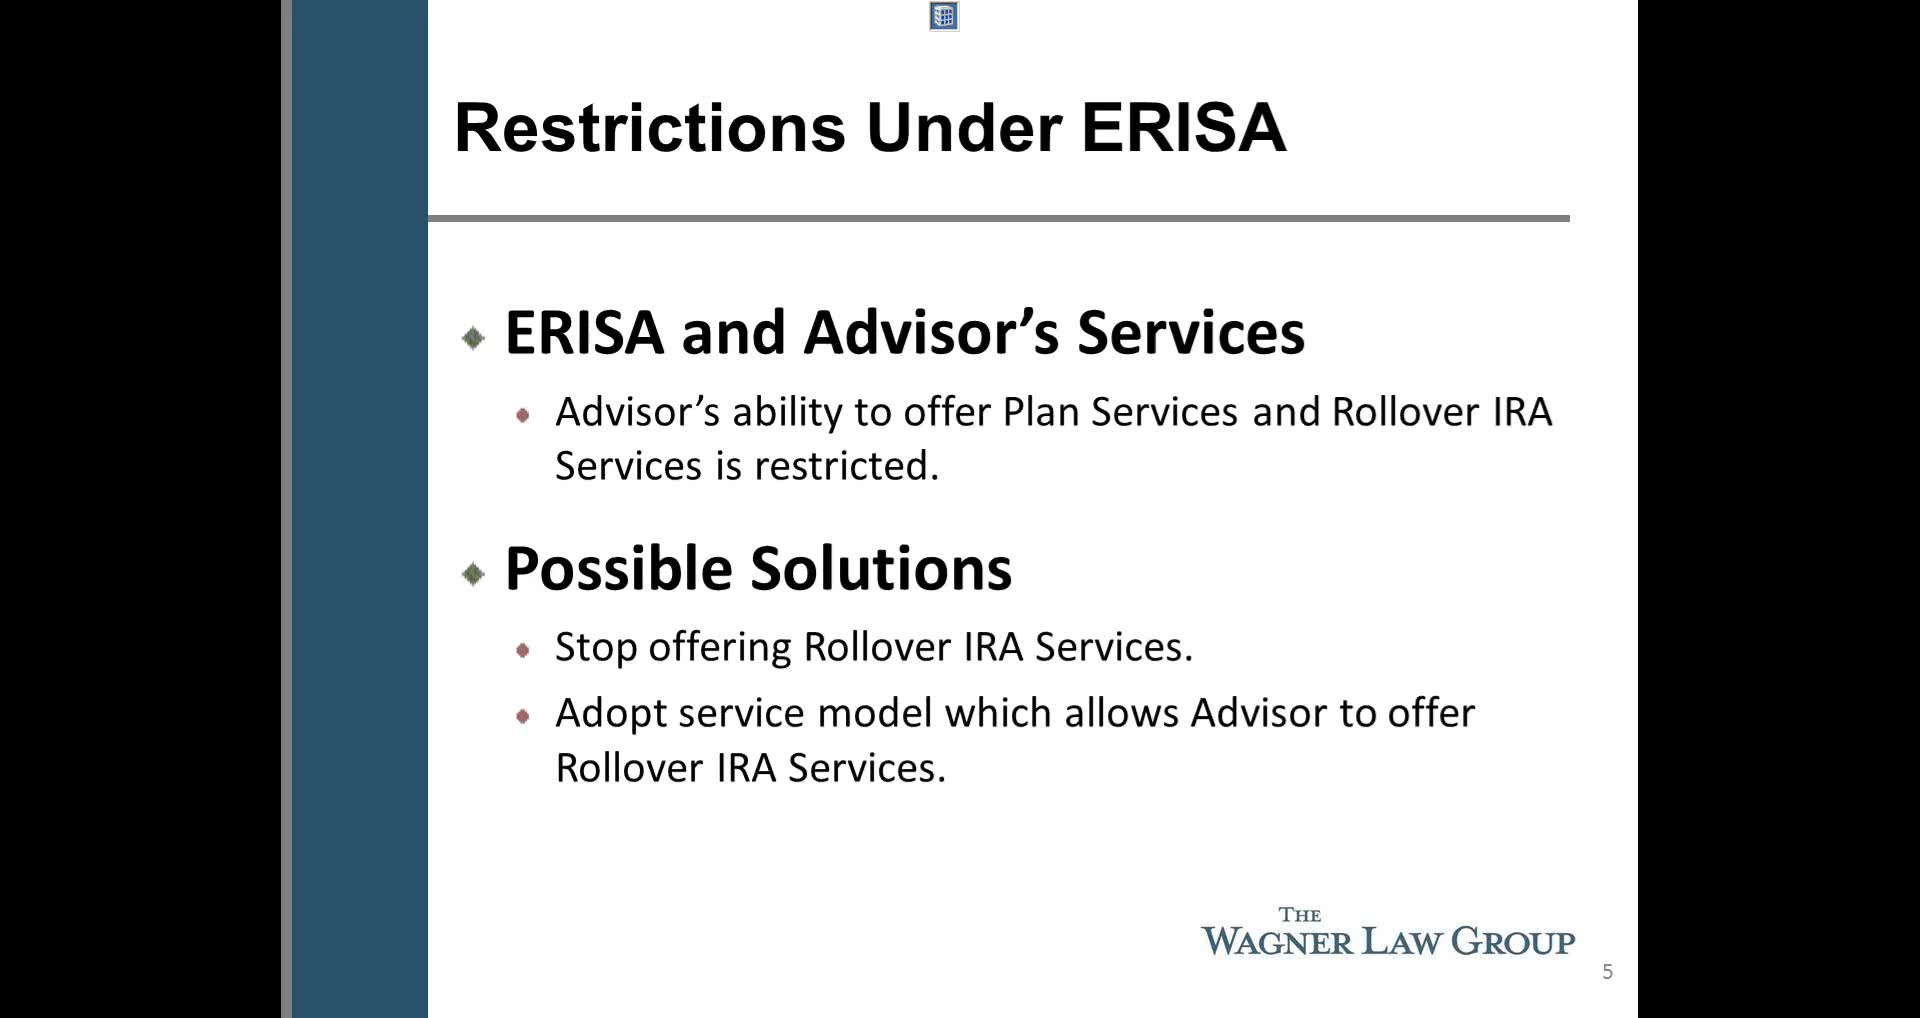 Restrictions Under ERISA
ERISA and Advisor’s Services
Advisor’s ability to offer Plan Services and Rollover IRA
Services is restricted.
Possible Solutions
Stop offering Rollover IRA Services.
Adopt service model which allows Advisor to offer
Rollover IRA Services.
THE
WAGNER LAW GROUP
5